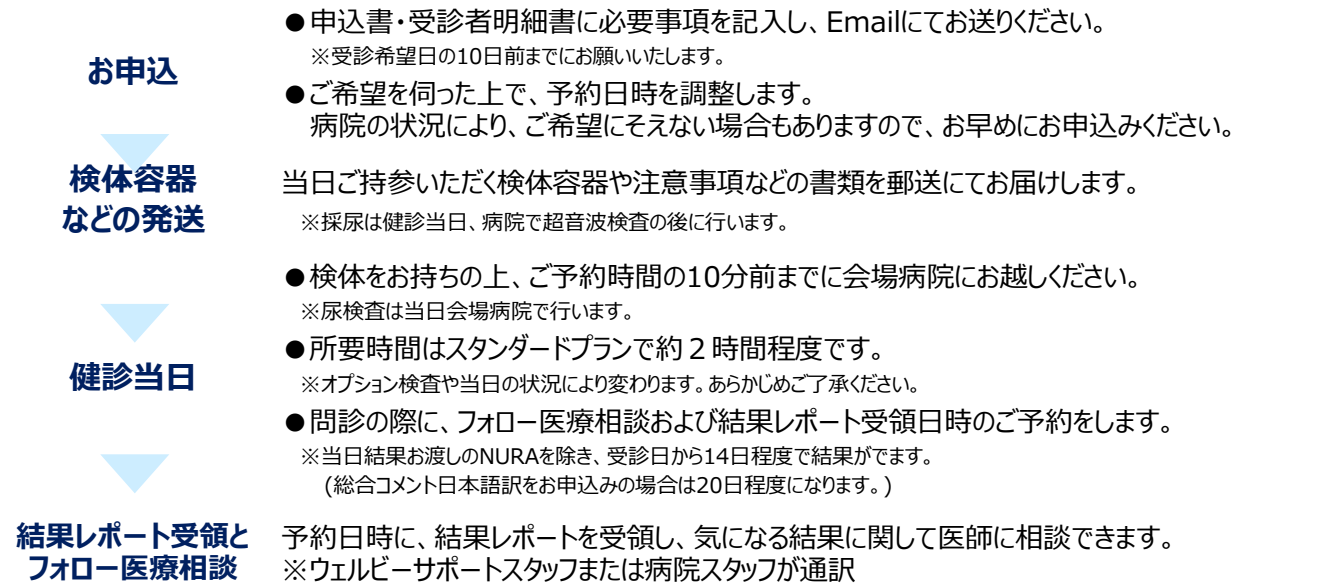 お申込
●申込書・受診者明細書に必要事項を記入し、Emailにてお送りください。
※受診希望日の10日前までにお願いいたします。
●ご希望を伺った上で、予約日時を調整します。
病院の状況により、ご希望にそえない場合もありますので、お早めにお申込みください。
検体容器
などの発送
当日ご持参いただく検体容器や注意事項などの書類を郵送にてお届けします。
※採尿は健診当日、病院で超音波検査の後に行います。
健診当日
●検体をお持ちの上、ご予約時間の10分前までに会場病院にお越しください。
※尿検査は当日会場病院で行います。
●所要時間はスタンダードプランで約2時間程度です。
※オプション検査や当日の状況により変わります。あらかじめご了承ください。
●問診の際に、フォロー医療相談および結果レポート受領日時のご予約をします。
※当日結果お渡しのNURAを除き、受診日から14日程度で結果がでます。
(総合コメント日本語訳をお申込みの場合は20日程度になります。)
結果レポート受領と
フォロー医療相談
予約日時に、結果レポートを受領し、気になる結果に関して医師に相談できます。
※ウェルビーサポートスタッフまたは病院スタッフが通訳